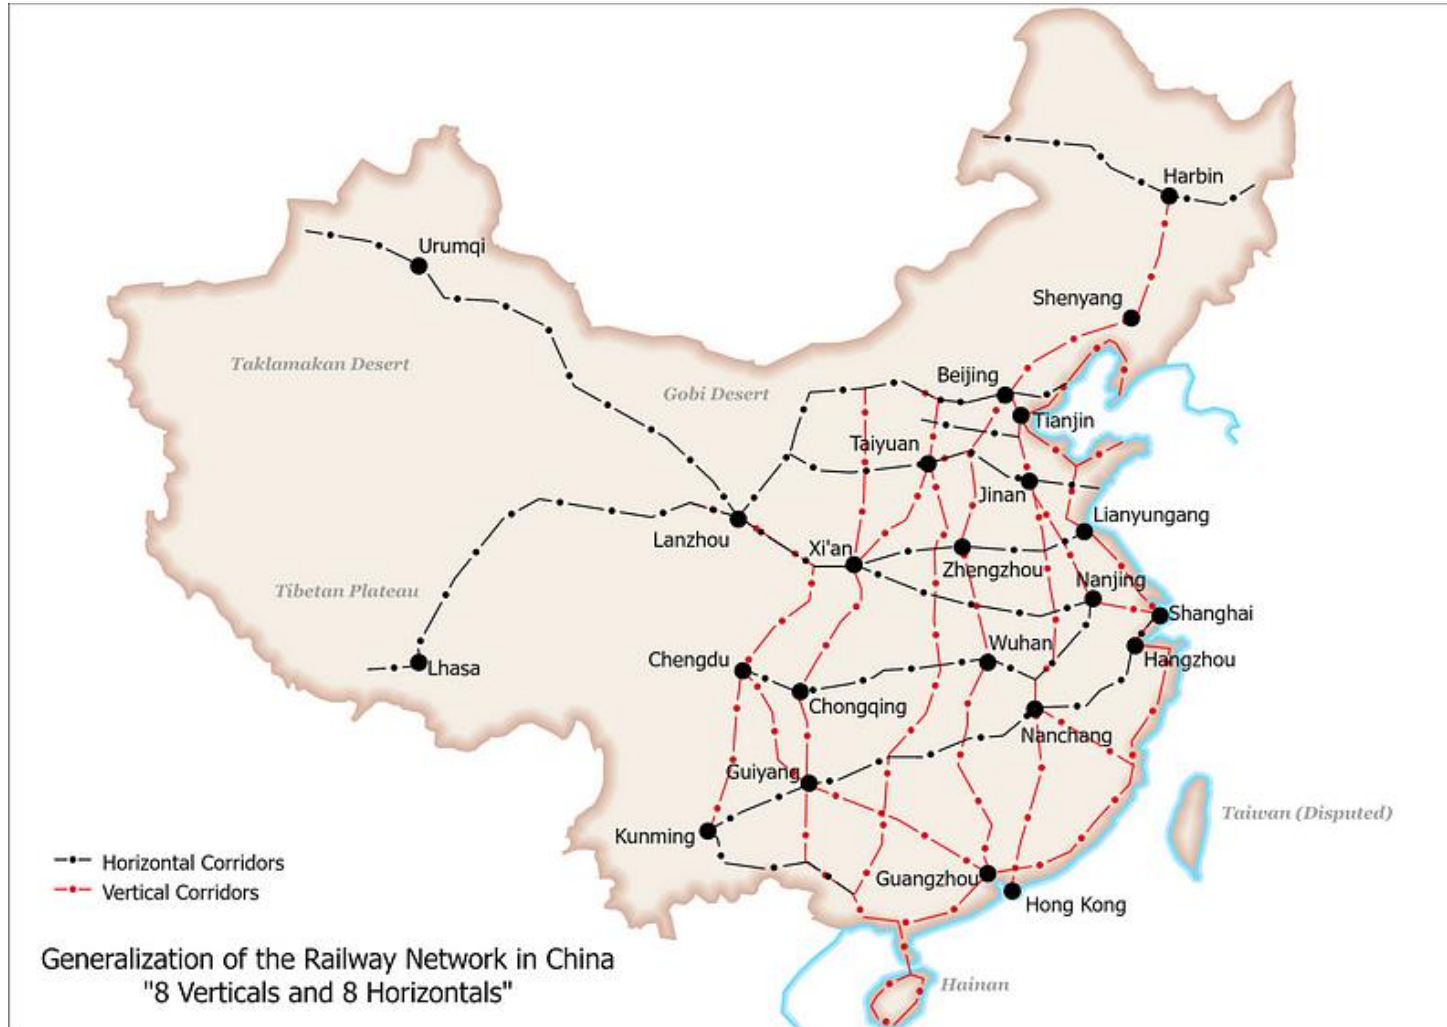 Harbin
Urumqi
Shenyang
Taklamakan Desert
Gobi Desert
Beijing
Tianjin
Taiyuan
Jinan
Lianyungang
Lanzhou
Xi'an
Zhengzhou
Nanjing
Tibetan Plateau
Shanghai
Wuhan
Hangzhou
Chengdu
Lhasa
Chongqing
Nanchang
Guiyang
Taiwan (Disputed)
Kunming
Horizontal Corridors
Vertical Corridors
Guangzhou
Hong Kong
Generalization of the Railway Network in China
"8 Verticals and 8 Horizontals"
Hainan